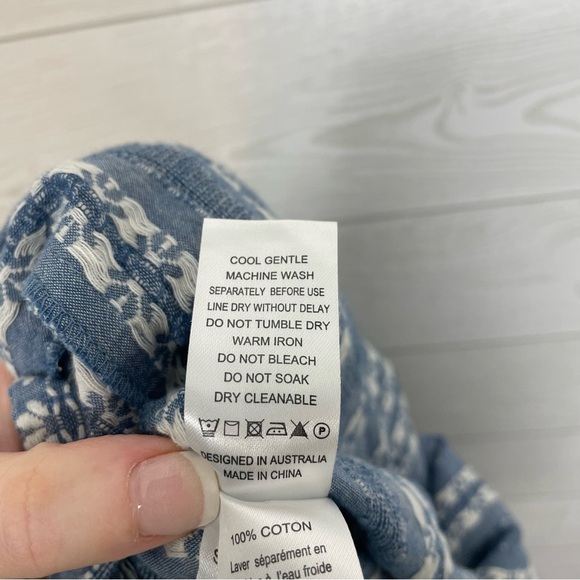 COOL GENTLE
MACHINE WASH
SEPARATELY BEFORE USE
LINE DRY WITHOUT DELAY
DO NOT TUMBLE DRY
WARM IRON
DO NOT BLEACH
DO NOT SOAK
DRY CLEANABLE
P
DESIGNED IN AUSTRALIA
MADE IN CHINA
100% COTON
Laver séparément en
à l'eau froide